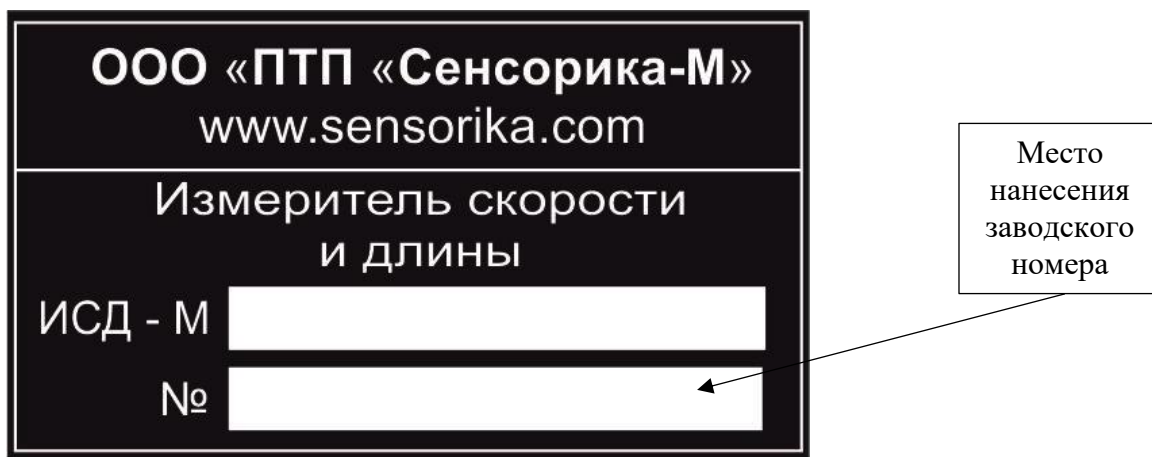 ООО «ПТП «Сенсорика-М»
www.sensorika.com
Измеритель скорости
и длины
ИСД - М
№
Место
нанесения
заводского
номера